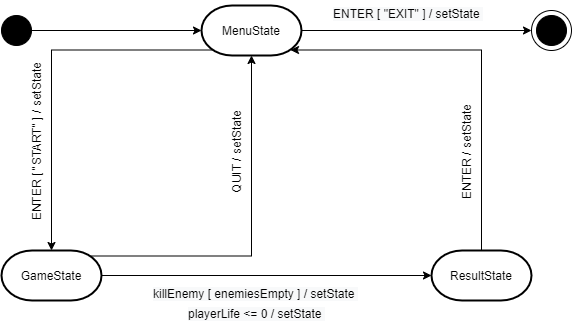 ENTER [ "EXIT" ] / setState
MenuState
ENTER ["START" ] / setState
QUIT / setState
ENTER / setState
GameState
ResultState
killEnemy [ enemiesEmpty ] / setState
playerLife <= 0 / setState